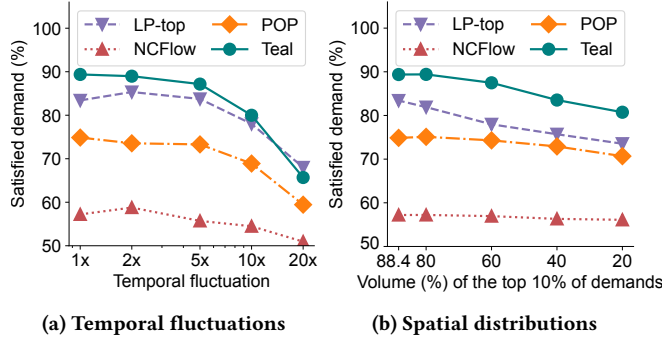 LP-top
POP
NCFlow
Teal
Satisfied demand (%)
100
90
80
70
60
50
1x
2x
5x
10x
20x
Temporal fluctuation
(a) Temporal fluctuations
LP-top
POP
NCFlow
Teal
Satisfied demand (%)
100
90
80
70
60
50
88.4
80
60
40
20
Volume (%) of the top 10% of demands
(b) Spatial distributions